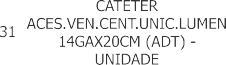 CATETER
31 ACES.VEN.CENT.UNIC.LUMEN
14GAX20CM (ADT) -
UNIDADE